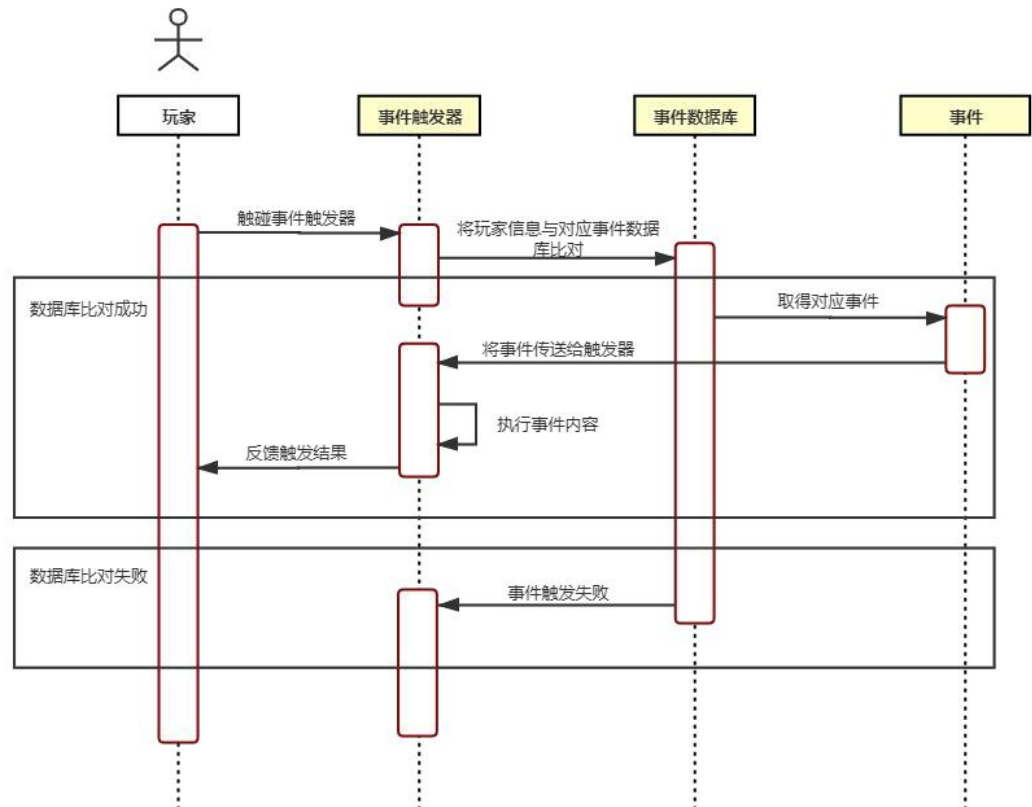 玩家
事件触发器
事件数据库
事件
触碰事件触发器
将玩家信息与对应事件数据
库比对
数据库比对成功
取得对应事件
将事件传送给触发器
执行事件内容
反馈触发结果
数据库比对失败
事件触发失败